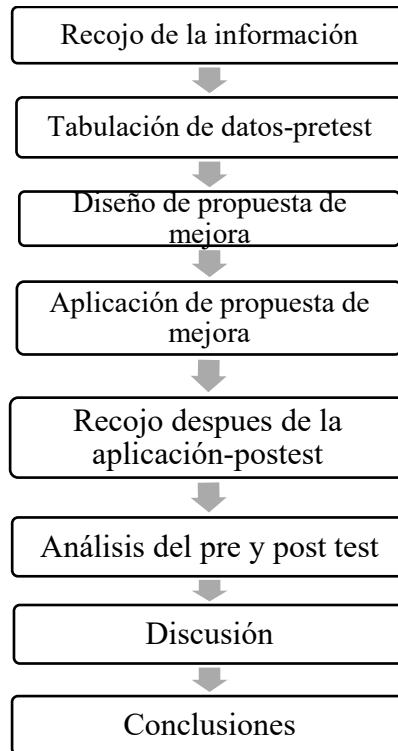 Recojo de la información
Tabulación de datos-pretest
Diseño de propuesta de
mejora
Aplicación de propuesta de
mejora
Recojo despues de la
aplicación-postest
Análisis del pre y post test
Discusión
Conclusiones